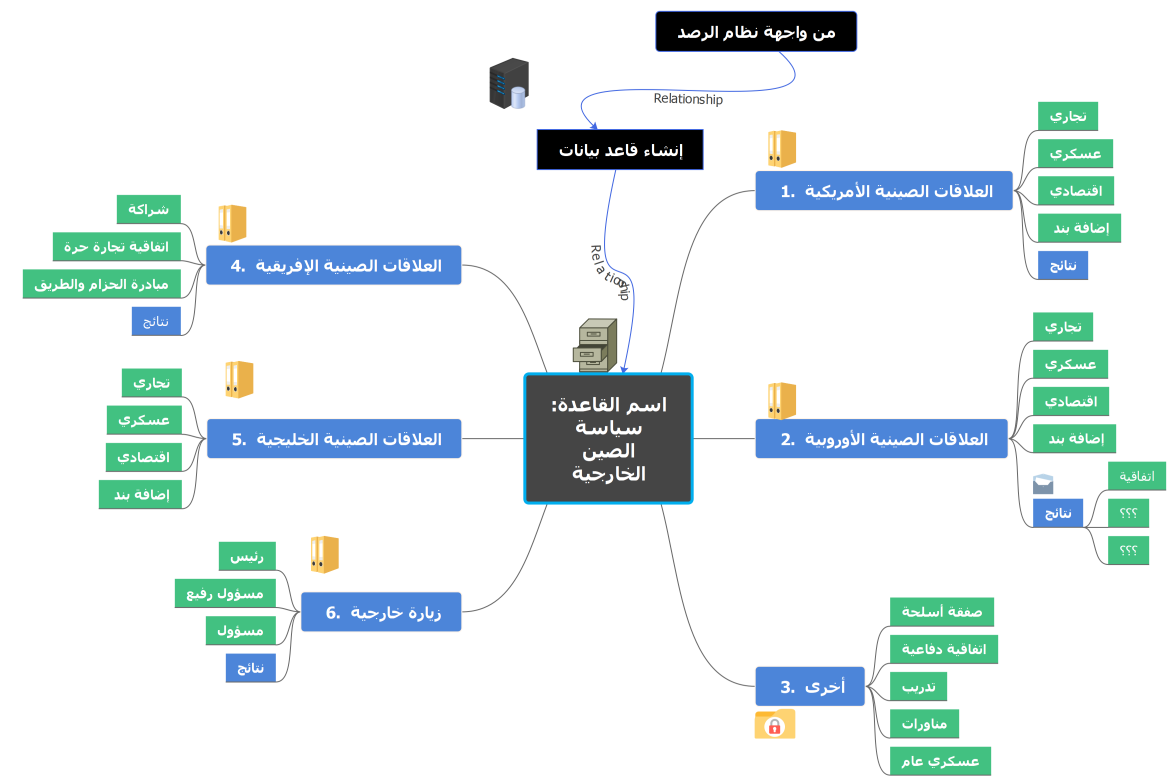 من واجهة نظام الرصد
Relationship
إنشاء قاعد بيانات
Relationship
اسم القاعدة:
سياسة
الصين
الخارجية
1. العلاقات الصينية الأمريكية
تجاري
عسكري
اقتصادي
إضافة بند
نتائج
2. العلاقات الصينية الأوروبية
تجاري
عسكري
اقتصادي
إضافة بند
نتائج
اتفاقية
؟؟؟
؟؟؟
3. أخرى
صفقة أسلحة
اتفاقية دفاعية
تدريب
مناورات
عسكري عام
4. العلاقات الصينية الإفريقية
شراكة
اتفاقية تجارة حرة
مبادرة الحزام والطريق
نتائج
5. العلاقات الصينية الخليجية
تجاري
عسكري
اقتصادي
إضافة بند
6. زيارة خارجية
رئيس
مسؤول رفيع
مسؤول
نتائج